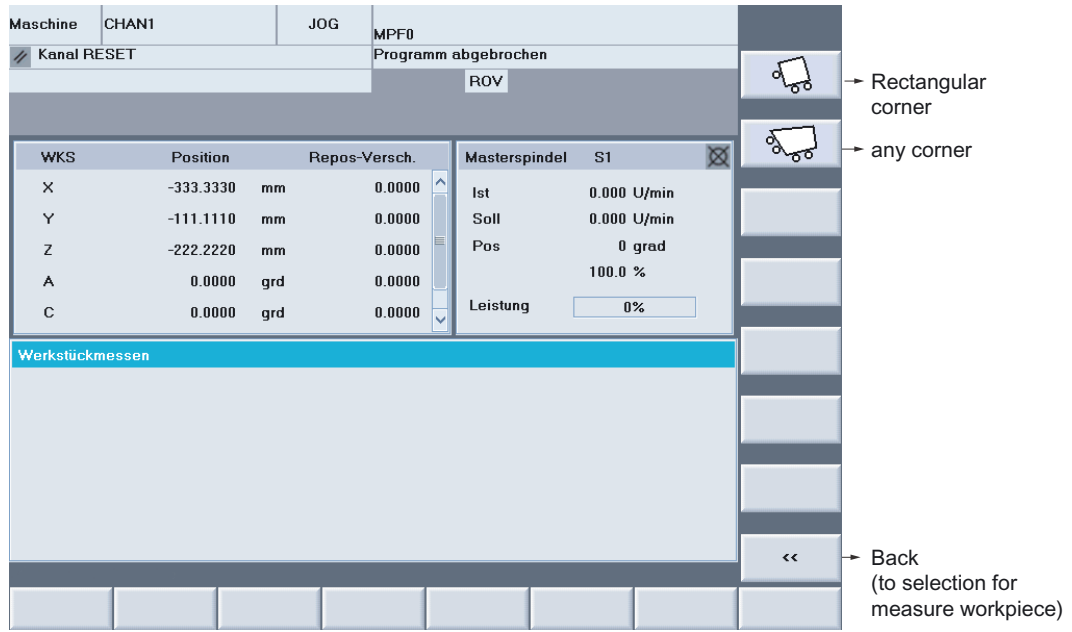 Maschine CHAN1 JOG MPF0
Kanal RESET Programm abgebrochen
ROV
Rectangular
corner
any corner
WKS Position Repos-Versch.
X -333.3330 mm 0.0000
Y -111.1110 mm 0.0000
Z -222.2220 mm 0.0000
A 0.0000 grd 0.0000
C 0.0000 grd 0.0000
Masterspindel S1
Ist 0.000 U/min
Soll 0.000 U/min
Pos 0 grad
100.0 %
Leistung 0%
Werkstückmessen
<<
Back
(to selection for
measure workpiece)